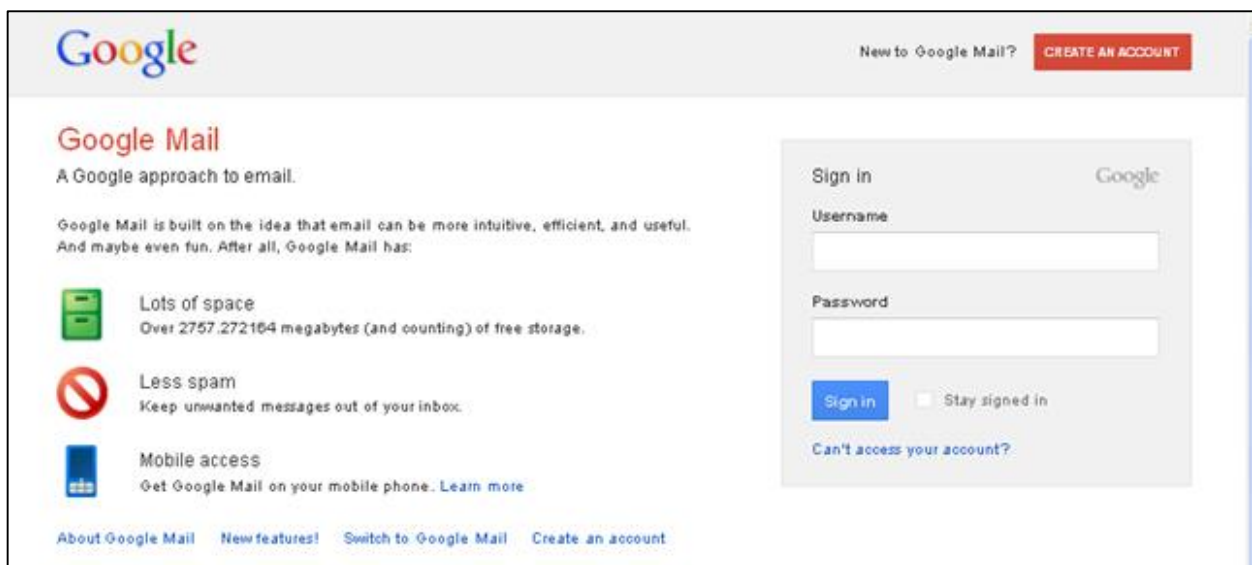 Google
New to Google Mail? CREATE AN ACCOUNT
Google Mail
A Google approach to email.
Google Mail is built on the idea that email can be more intuitive, efficient, and useful.
And maybe even fun. After all, Google Mail has:
Lots of space
Over 2757.272164 megabytes (and counting) of free storage.
Less spam
Keep unwanted messages out of your inbox.
Mobile access
Get Google Mail on your mobile phone. Learn more
About Google Mail New features! Switch to Google Mail Create an account
Sign in Google
Username
Password
Sign in Stay signed in
Can't access your account?